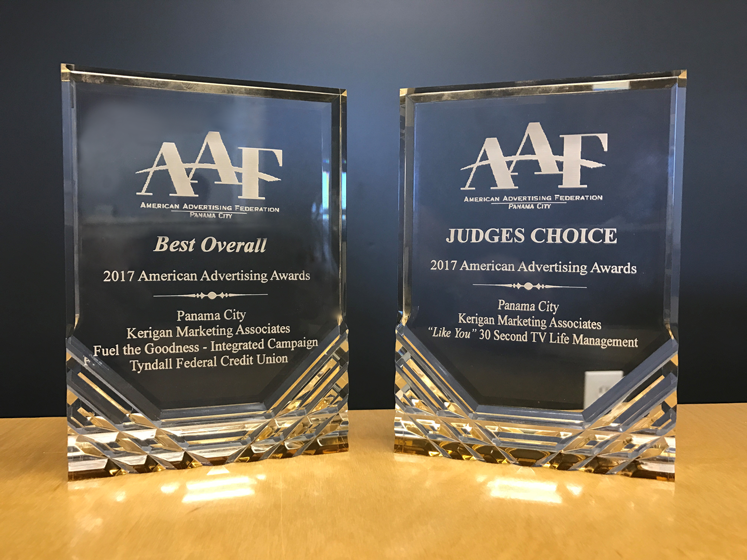 AAF
AMERICAN ADVERTISING FEDERATION
PANAMA CITY
Best Overall
2017 American Advertising Awards
Panama City
Kerigan Marketing Associates
Fuel the Goodness - Integrated Campaign
Tyndall Federal Credit Union
AAF
AMERICAN ADVERTISING FEDERATION
PANAMA CITY
JUDGES CHOICE
2017 American Advertising Awards
Panama City
Kerigan Marketing Associates
“Like You” 30 Second TV Life Management